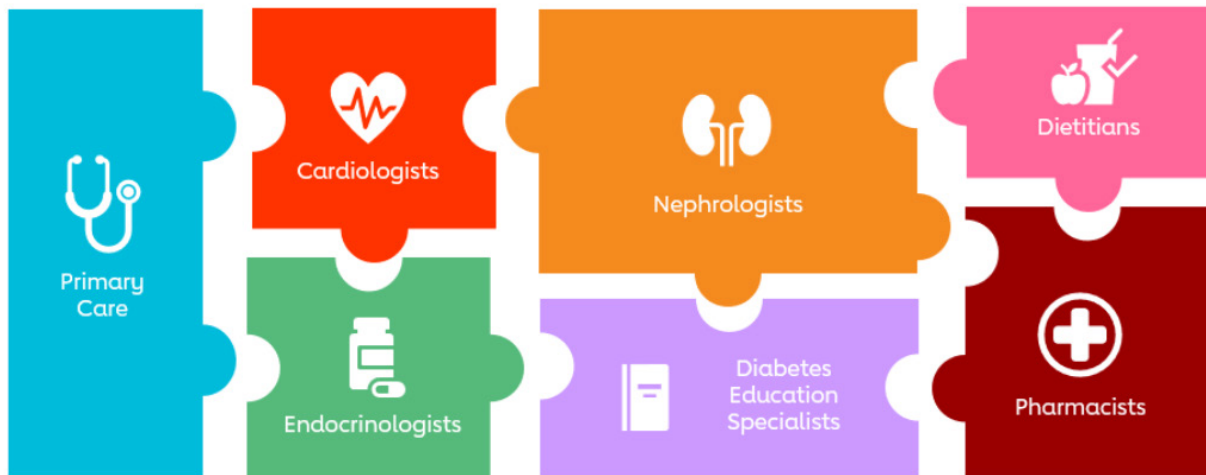 Primary
Care
Cardiologists
Endocrinologists
Nephrologists
Diabetes
Education
Specialists
Dietitians
Pharmacists